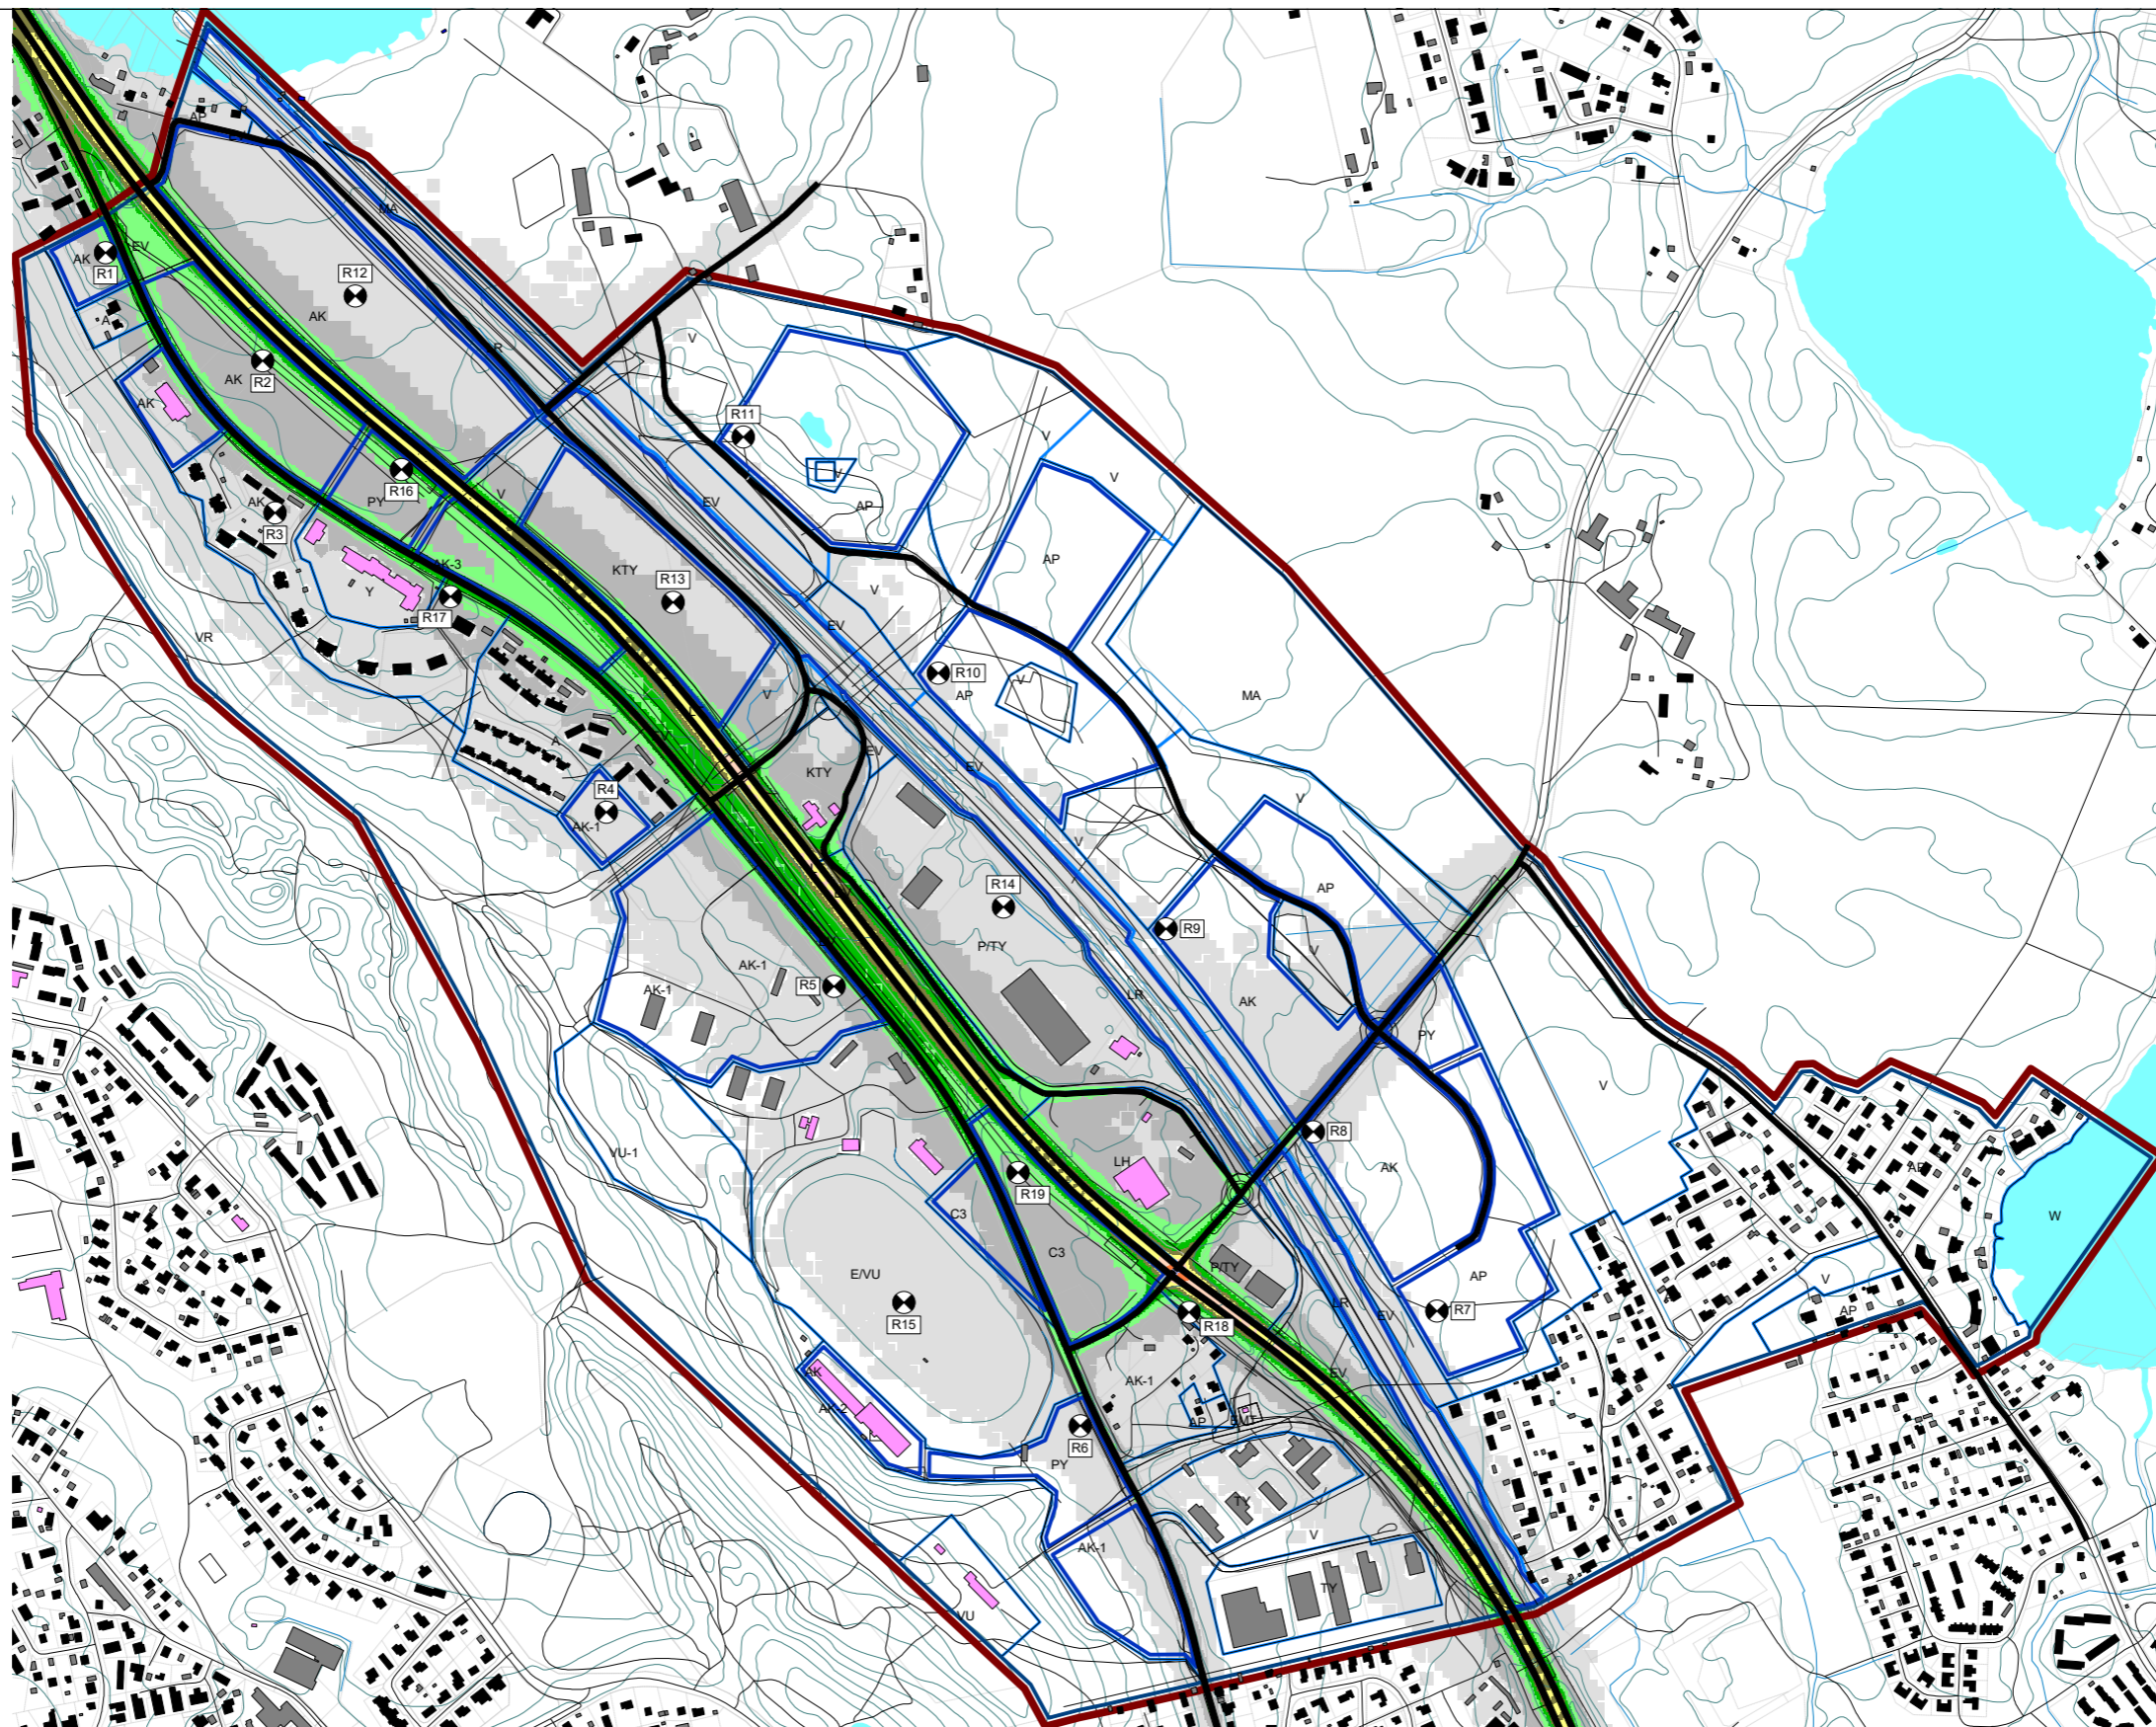 AP
MA
EV
AK
R1
R12
AK
A
R
V
AK
R2
AK
R11
V
V
R16
PY
V
EV
V
AP
AK
R3
AP
AK-3
KTY
R13
Y
V
R17
EV
VR
R10
AP
V
MA
V
L
A
EV
KTY
EV
R4
V
AK-1
V
AP
R14
R9
P/TY
V
AK-1
R5
AK-1
LR
AK
PY
V
R8
VU-1
LH
AK
AP
R19
C3
W
C3
E/VU
P/TY
AP
V
R15
R18
LR
EV
R7
AP
AK
EV
AK-1
AK-2
AP
EMT
R6
PY
TY
V
AK-1
TY
VU